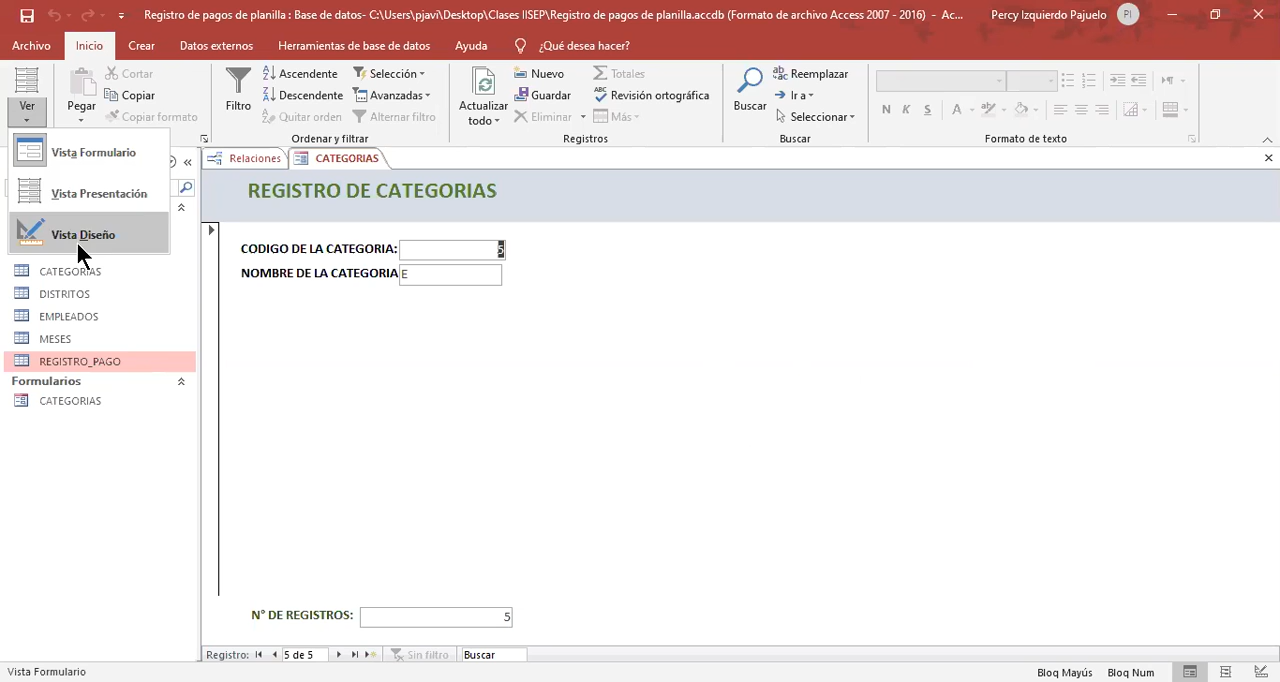 Registro de pagos de planilla : Base de datos- C:\Users\pjavi\Desktop\Clases IISEP\Registro de pagos de planilla.accdb (Formato de archivo Access 2007 - 2016) - Ac... Percy Izquierdo Pajuelo PI
Archivo Inicio Crear Datos externos Herramientas de base de datos Ayuda ¿Qué desea hacer?
Ver
Pegar
Cortar
Copiar
Copiar formato
Filtro
Ascendente
Descendente
Quitar orden
Selección
Avanzadas
Alternar filtro
Ordenar y filtrar
Actualizar
todo
Nuevo
Guardar
Eliminar
Totales
Revisión ortográfica
Más
Registros
Buscar
Reemplazar
Ir a
Seleccionar
Buscar
N K S A
Formato de texto
Vista Formulario
Vista Presentación
Vista Diseño
CATEGORIAS
DISTRITOS
EMPLEADOS
MESES
REGISTRO_PAGO
Formularios
CATEGORIAS
Relaciones CATEGORIAS
REGISTRO DE CATEGORIAS
CODIGO DE LA CATEGORIA: 5
NOMBRE DE LA CATEGORIA E
N° DE REGISTROS: 5
Registro: 5 de 5 Sin filtro Buscar
Vista Formulario Bloq Mayús Bloq Num